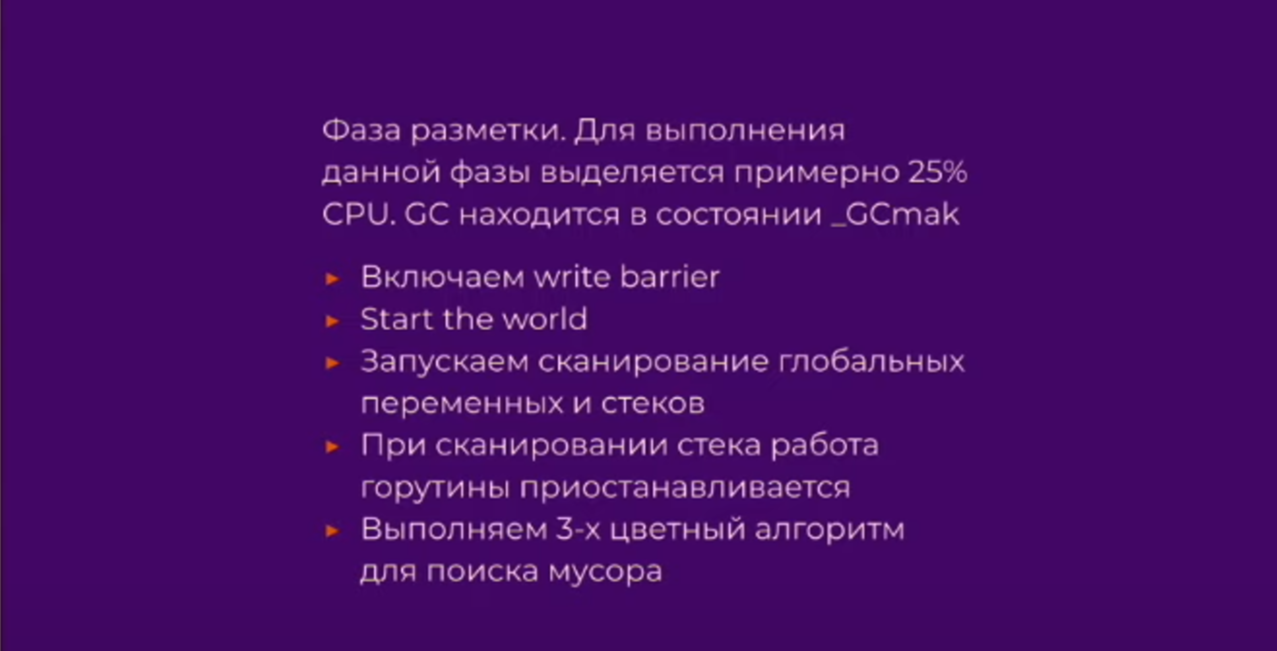 Фаза разметки. Для выполнения
данной фазы выделяется примерно 25%
CPU. GC находится в состоянии _GCmak
Включаем write barrier
Start the world
Запускаем сканирование глобальных
переменных и стеков
При сканировании стека работа
горутины приостанавливается
Выполняем 3-х цветный алгоритм
для поиска мусора